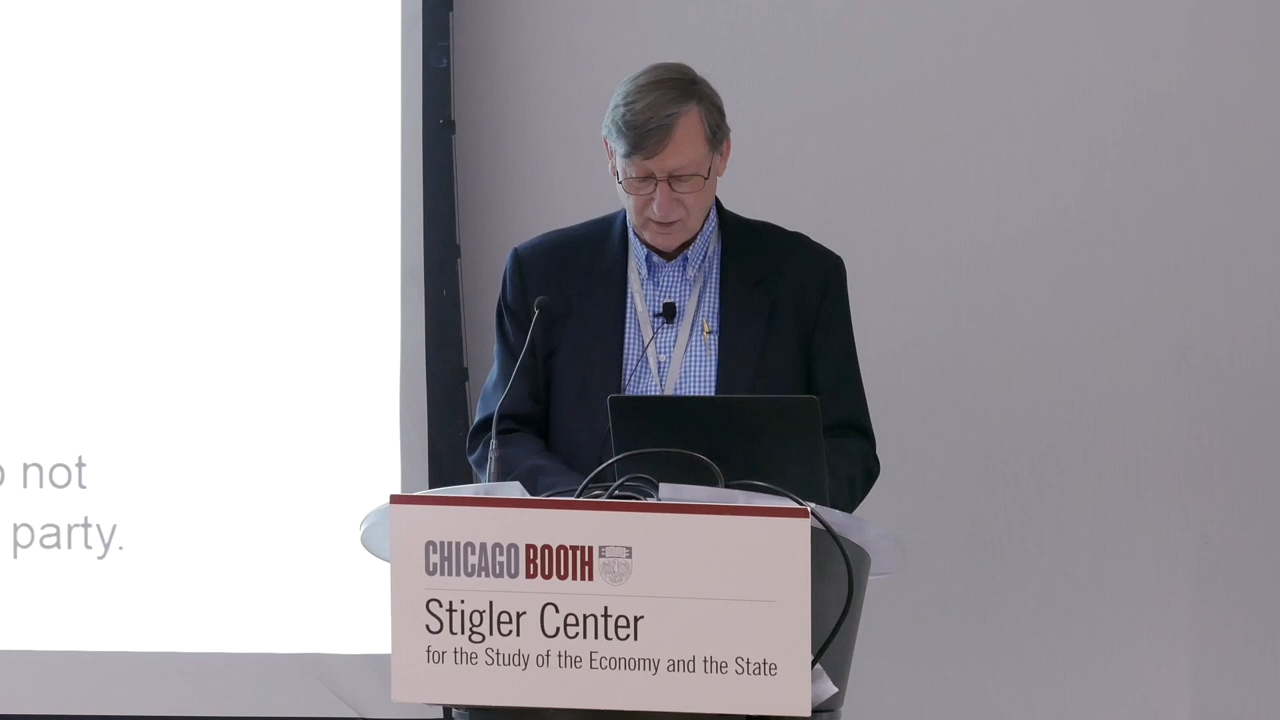 not
party.
CHICAGO BOOTH
Stigler Center
for the Study of the Economy and the State